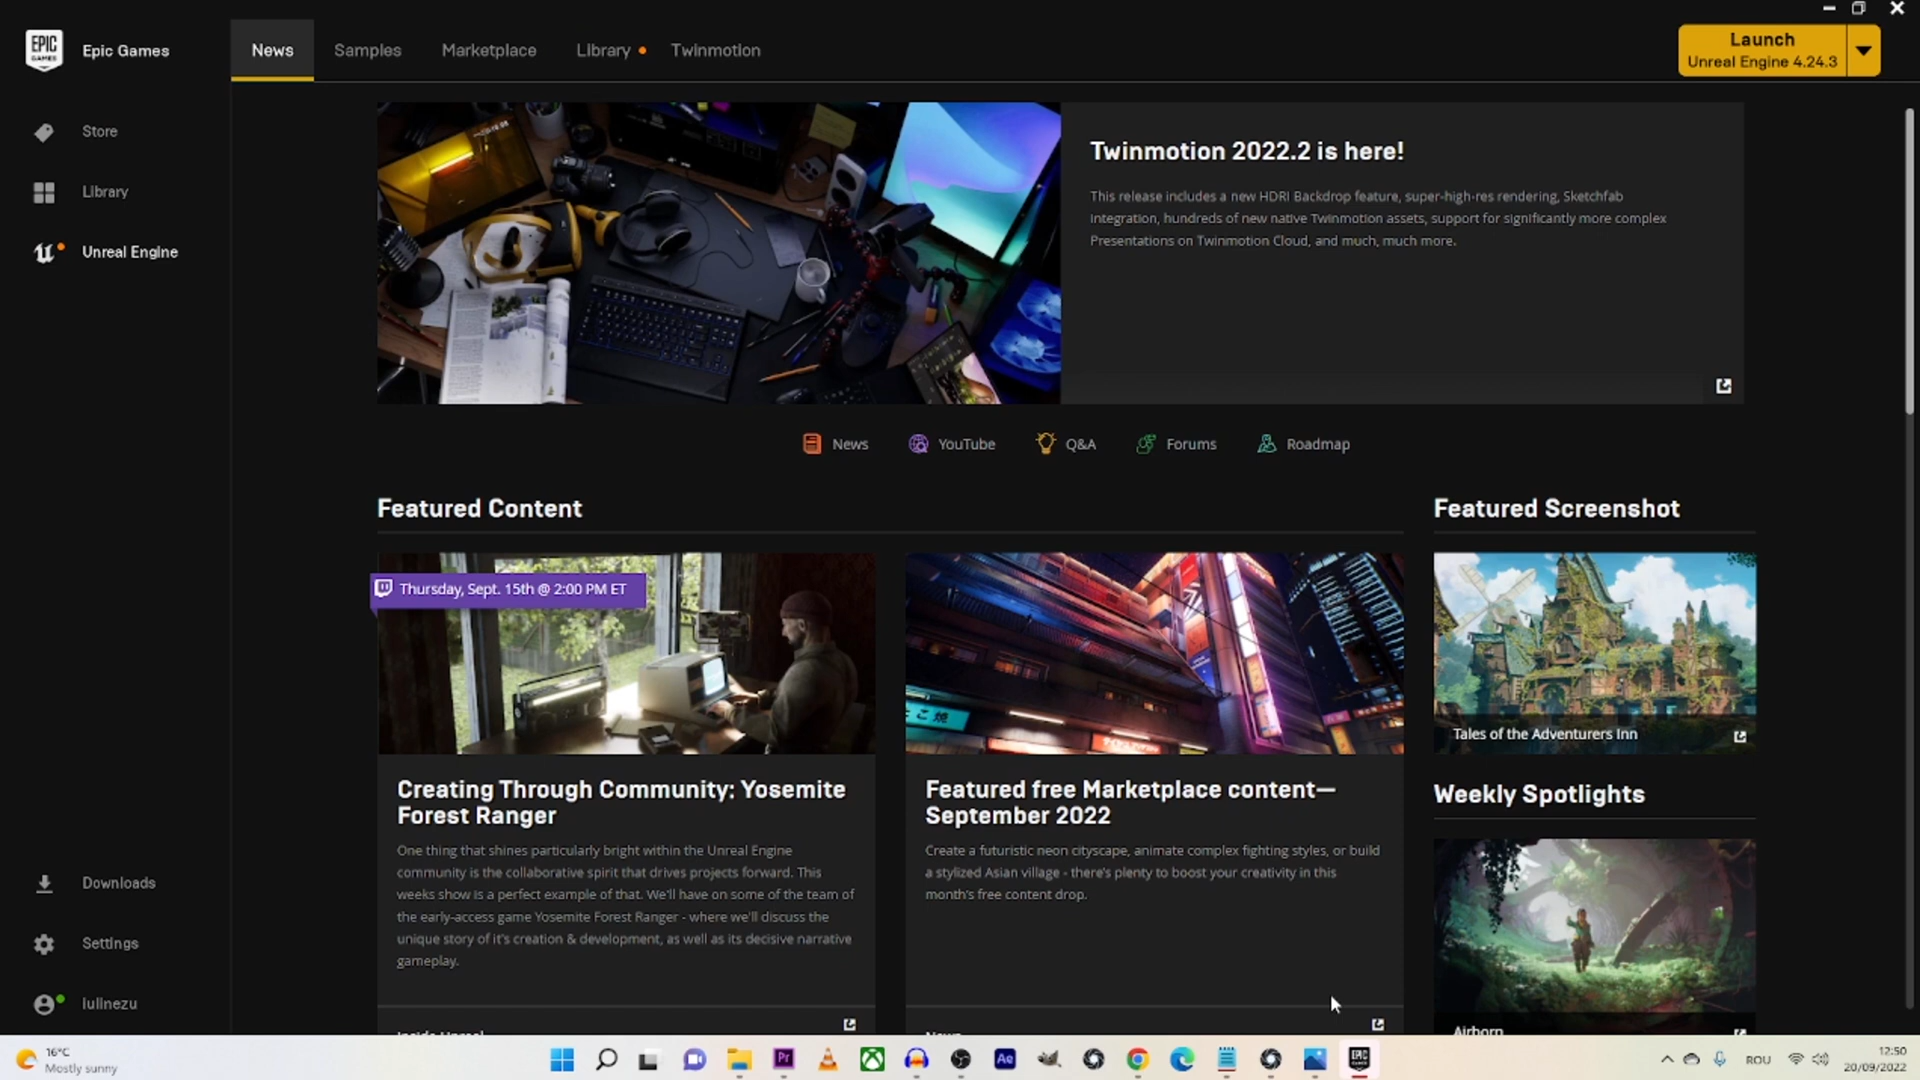 EPIC GAMES
Epic Games
News
Samples
Marketplace
Library
Twinmotion
Launch
Unreal Engine 4.24.3
Store
Library
Unreal Engine
Twinmotion 2022.2 is here!
This release includes a new HDRI Backdrop feature, super-high-res rendering, Sketchfab
integration, hundreds of new native Twinmotion assets, support for significantly more complex
Presentations on Twinmotion Cloud, and much, much more.
News
YouTube
Q&A
Forums
Roadmap
Featured Content
Thursday, Sept. 15th @ 2:00 PM ET
Creating Through Community: Yosemite
Forest Ranger
One thing that shines particularly bright within the Unreal Engine
community is the collaborative spirit that drives projects forward. This
weeks show is a perfect example of that. We'll have on some of the team of
the early-access game Yosemite Forest Ranger - where we'll discuss the
unique story of it's creation & development, as well as its decisive narrative
gameplay.
Inside Unreal
Featured free Marketplace content—
September 2022
Create a futuristic neon cityscape, animate complex fighting styles, or build
a stylized Asian village - there's plenty to boost your creativity in this
month's free content drop.
News
Featured Screenshot
Tales of the Adventurers Inn
Weekly Spotlights
Airborn
Downloads
Settings
16°C
Mostly sunny
Pr
Ae
EPIC GAMES
ROU
12:50
20/09/2022